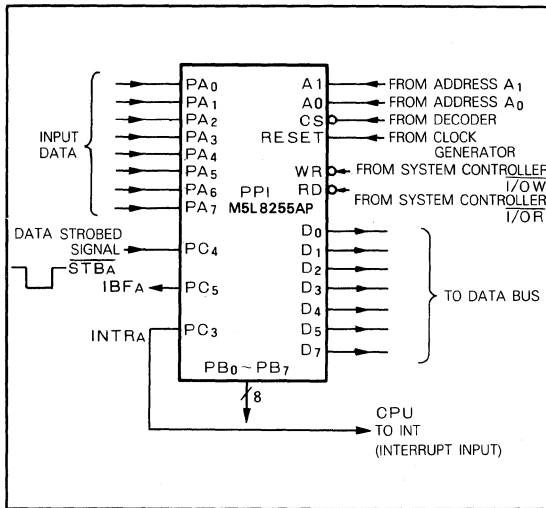 INPUT
DATA
PA0
PA1
PA2
PA3
PA4
PA5
PA6
PA7
DATA STROBED
SIGNAL
STBA
IBFA
INTRA
PC4
PC5
PC3
PPI
M5L8255AP
PB0~PB7
8
A1
A0
CS
RESET
WR
RD
D0
D1
D2
D3
D4
D5
D7
FROM ADDRESS A1
FROM ADDRESS A0
FROM DECODER
FROM CLOCK
GENERATOR
FROM SYSTEM CONTROLLER
I/OW
FROM SYSTEM CONTROLLER
I/OR
TO DATA BUS
CPU
TO INT
(INTERRUPT INPUT)